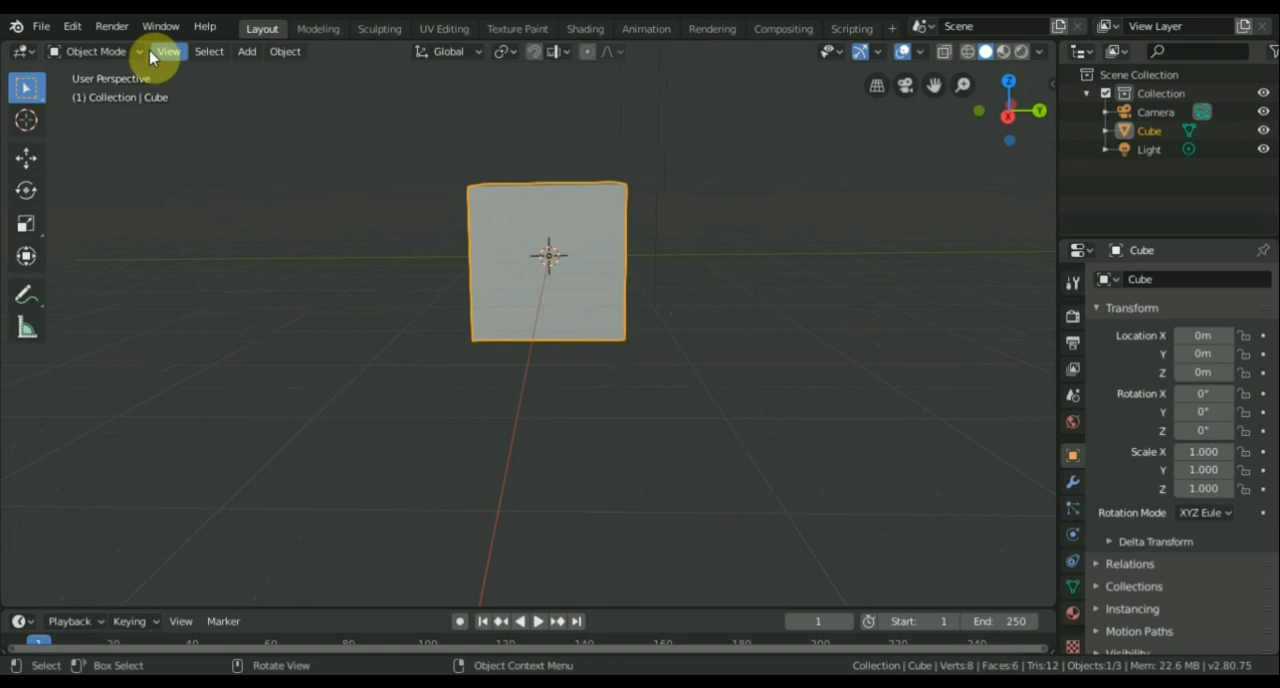 File Edit Render Window Help Layout Modeling Sculpting UV Editing Texture Paint Shading Animation Rendering Compositing Scripting + Scene View Layer
Object Mode View Select Add Object Global
User Perspective
(1) Collection | Cube
Z
Y
X
Scene Collection
Collection
Camera
Cube
Light
Cube
Cube
Transform
Location X 0m
Y 0m
Z 0m
Rotation X 0°
Y 0°
Z 0°
Scale X 1.000
Y 1.000
Z 1.000
Rotation Mode XYZ Eule
Delta Transform
Relations
Collections
Instancing
Motion Paths
Visibility
Playback Keying View Marker 1 Start: 1 End: 250
1 20 40 60 80 100 120 140 160 180 200 220 240
Select Box Select Rotate View Object Context Menu Collection | Cube | Verts:8 | Faces:6 | Tris:12 | Objects:1/3 | Mem: 22.6 MB | v2.80.75